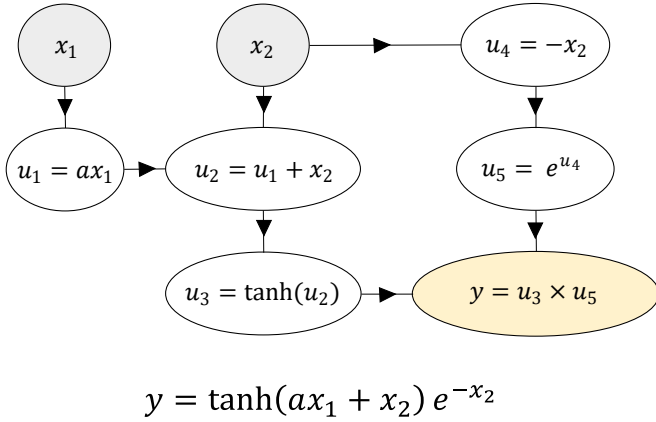 x₁ x₂ u₄ = −x₂
u₁ = ax₁ u₂ = u₁ + x₂ u₅ = e^{u₄}
u₃ = tanh(u₂) y = u₃ × u₅
y = tanh(ax₁ + x₂) e^{−x₂}